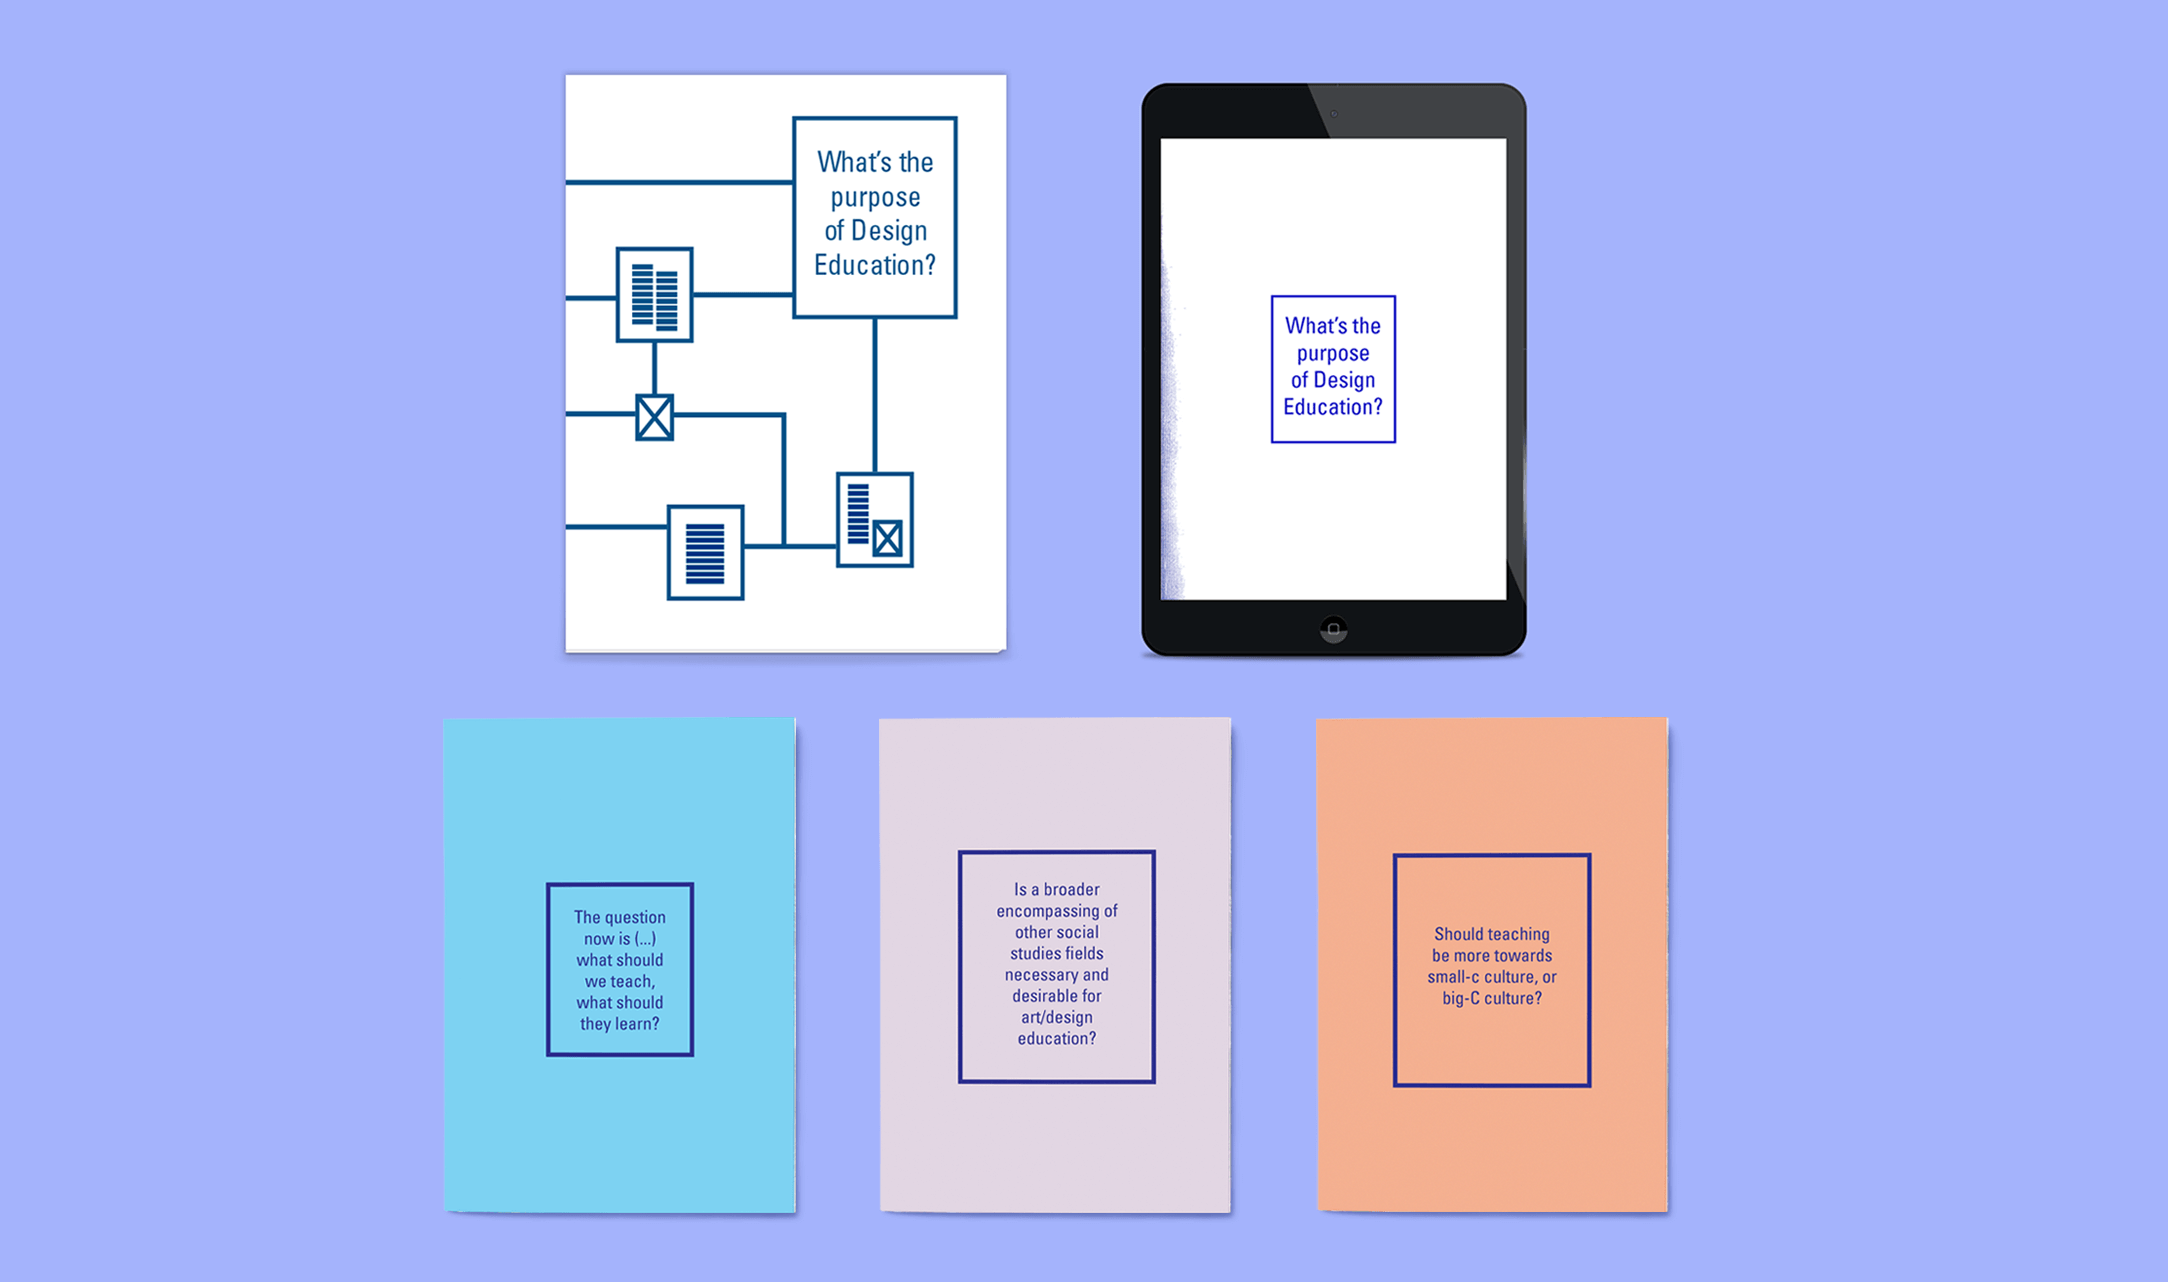 What's the
purpose
of Design
Education?
What's the
purpose
of Design
Education?
The question
now is (...)
what should
we teach,
what should
they learn?
Is a broader
encompassing of
other social
studies fields
necessary and
desirable for
art/design
education?
Should teaching
be more towards
small-c culture, or
big-C culture?